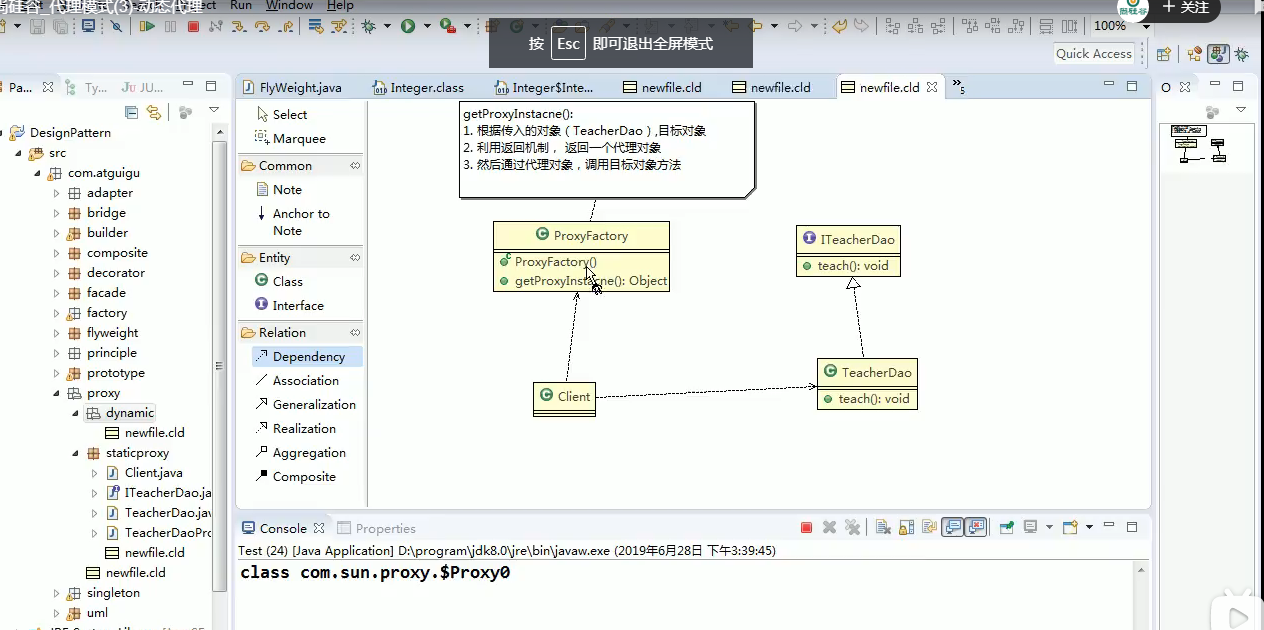 尚硅谷_代理模式(3)-动态代理
Run Window Help
关注
按 Esc 即可退出全屏模式
100%
Quick Access
Pa...
Ty...
JU...
FlyWeight.java
Integer.class
Integer$Inte...
newfile.cld
newfile.cld
newfile.cld
»5
DesignPattern
src
com.atguigu
adapter
bridge
builder
composite
decorator
facade
factory
flyweight
principle
prototype
proxy
dynamic
newfile.cld
staticproxy
Client.java
ITeacherDao.ja
TeacherDao.jav
TeacherDaoPro
newfile.cld
newfile.cld
singleton
uml
Select
Marquee
Common
Note
Anchor to
Note
Entity
Class
Interface
Relation
Dependency
Association
Generalization
Realization
Aggregation
Composite
getProxyInstacne():
1. 根据传入的对象（TeacherDao）,目标对象
2. 利用返回机制， 返回一个代理对象
3. 然后通过代理对象，调用目标对象方法
ProxyFactory
ProxyFactory()
getProxyInstacne(): Object
ITeacherDao
teach(): void
Client
TeacherDao
teach(): void
Console
Properties
Test (24) [Java Application] D:\program\jdk8.0\jre\bin\javaw.exe (2019年6月28日 下午3:39:45)
class com.sun.proxy.$Proxy0